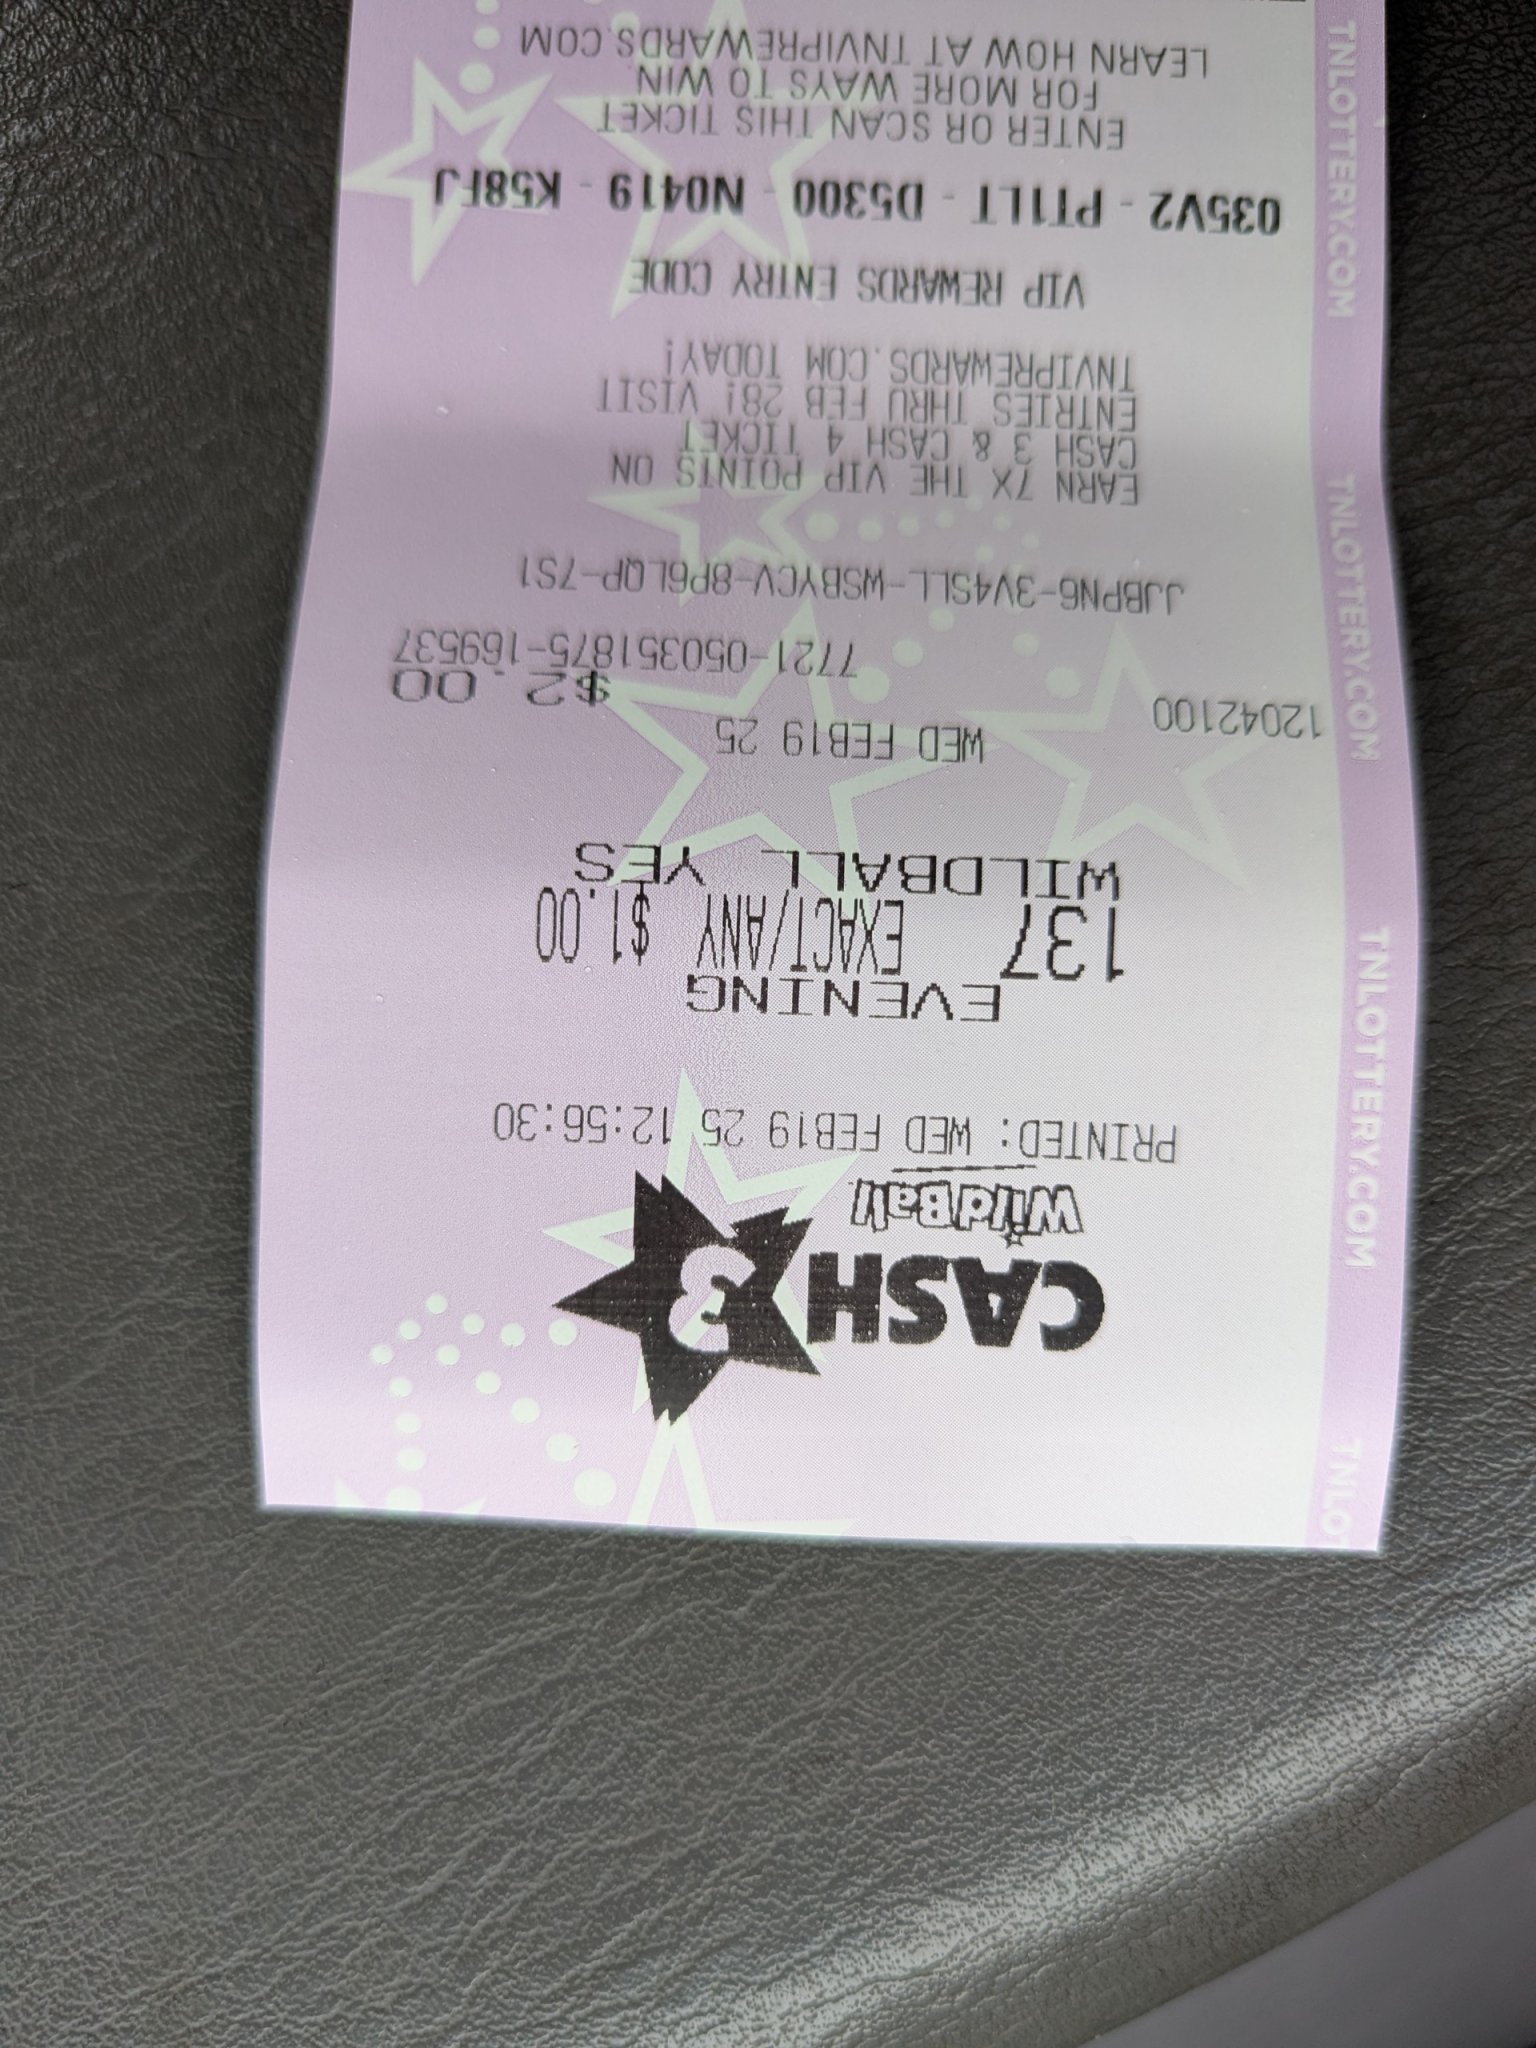 CASH 3
WildBall
PRINTED: WED FEB19 25 12:56:30
EVENING
137 EXACT/ANY $1.00
WILDBALL YES
WED FEB19 25
12042100 $2.00
7721-050351875-169537
JJBPN6-3V4SLL-WSBYCV-8P6LQP-7S1
EARN 7X THE VIP POINTS ON
CASH 3 & CASH 4 TICKET
ENTRIES THRU FEB 28! VISIT
TNVIPREWARDS.COM TODAY!
VIP REWARDS ENTRY CODE
035V2 - PT1LT - D5300 - N0419 - K58FJ
ENTER OR SCAN THIS TICKET
FOR MORE WAYS TO WIN.
LEARN HOW AT TNVIPREWARDS.COM
TNLOT
TNLOTTERY.COM
TNLOTTERY.COM
TNLOTTERY.COM